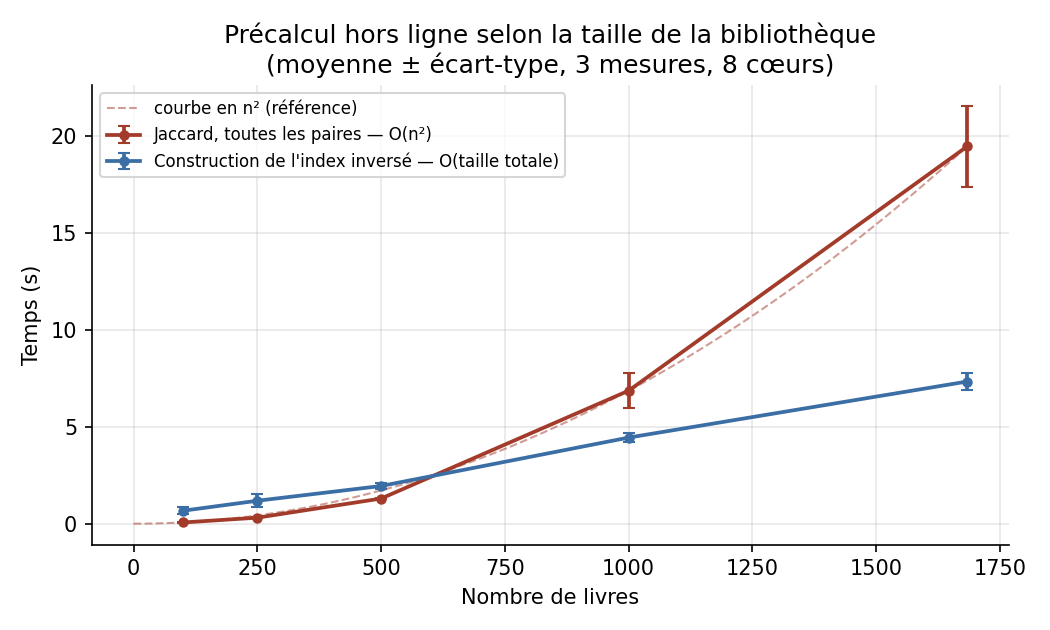 Précalcul hors ligne selon la taille de la bibliothèque
(moyenne ± écart-type, 3 mesures, 8 cœurs)
courbe en n² (référence)
Jaccard, toutes les paires — O(n²)
Construction de l'index inversé — O(taille totale)
Temps (s)
20
15
10
5
0
0 250 500 750 1000 1250 1500 1750
Nombre de livres